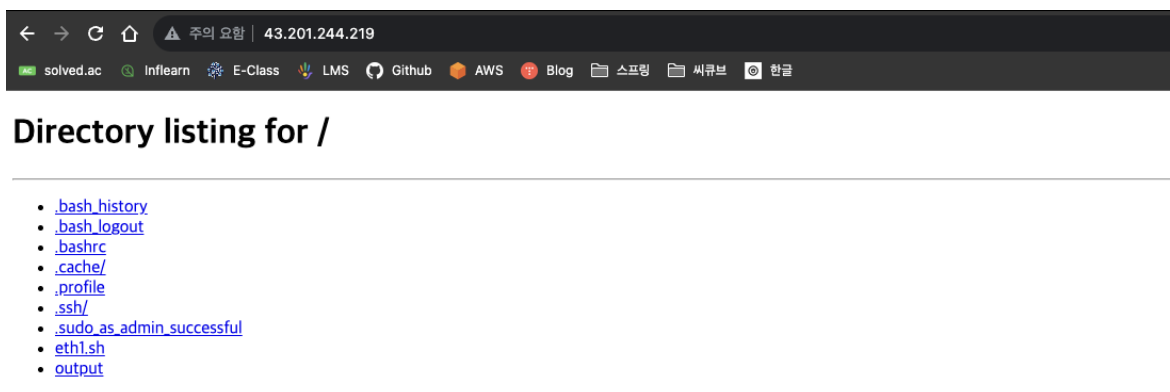 주의 요함 43.201.244.219
solved.ac Inflearn E-Class LMS Github AWS Blog 스프링 씨큐브 한글
Directory listing for /
.bash_history
.bash_logout
.bashrc
.cache/
.profile
.ssh/
.sudo_as_admin_successful
eth1.sh
output